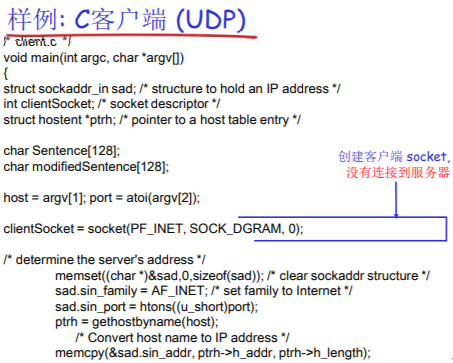 样例: C客户端 (UDP)
/* client.c */
void main(int argc, char *argv[])
{
struct sockaddr_in sad; /* structure to hold an IP address */
int clientSocket; /* socket descriptor */
struct hostent *ptrh; /* pointer to a host table entry */
char Sentence[128];
char modifiedSentence[128];
创建客户端 socket,
没有连接到服务器
host = argv[1]; port = atoi(argv[2]);
clientSocket = socket(PF_INET, SOCK_DGRAM, 0);
/* determine the server's address */
memset((char *)&sad,0,sizeof(sad)); /* clear sockaddr structure */
sad.sin_family = AF_INET; /* set family to Internet */
sad.sin_port = htons((u_short)port);
ptrh = gethostbyname(host);
/* Convert host name to IP address */
memcpy(&sad.sin_addr, ptrh->h_addr, ptrh->h_length);